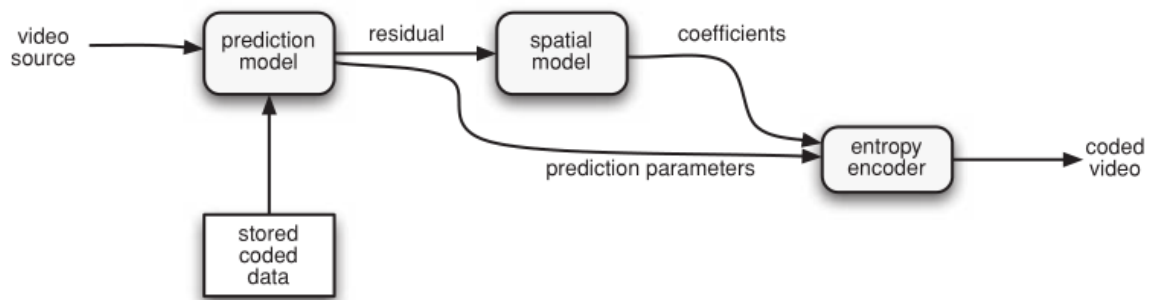 video
source
prediction
model
residual
spatial
model
coefficients
prediction parameters
entropy
encoder
coded
video
stored
coded
data